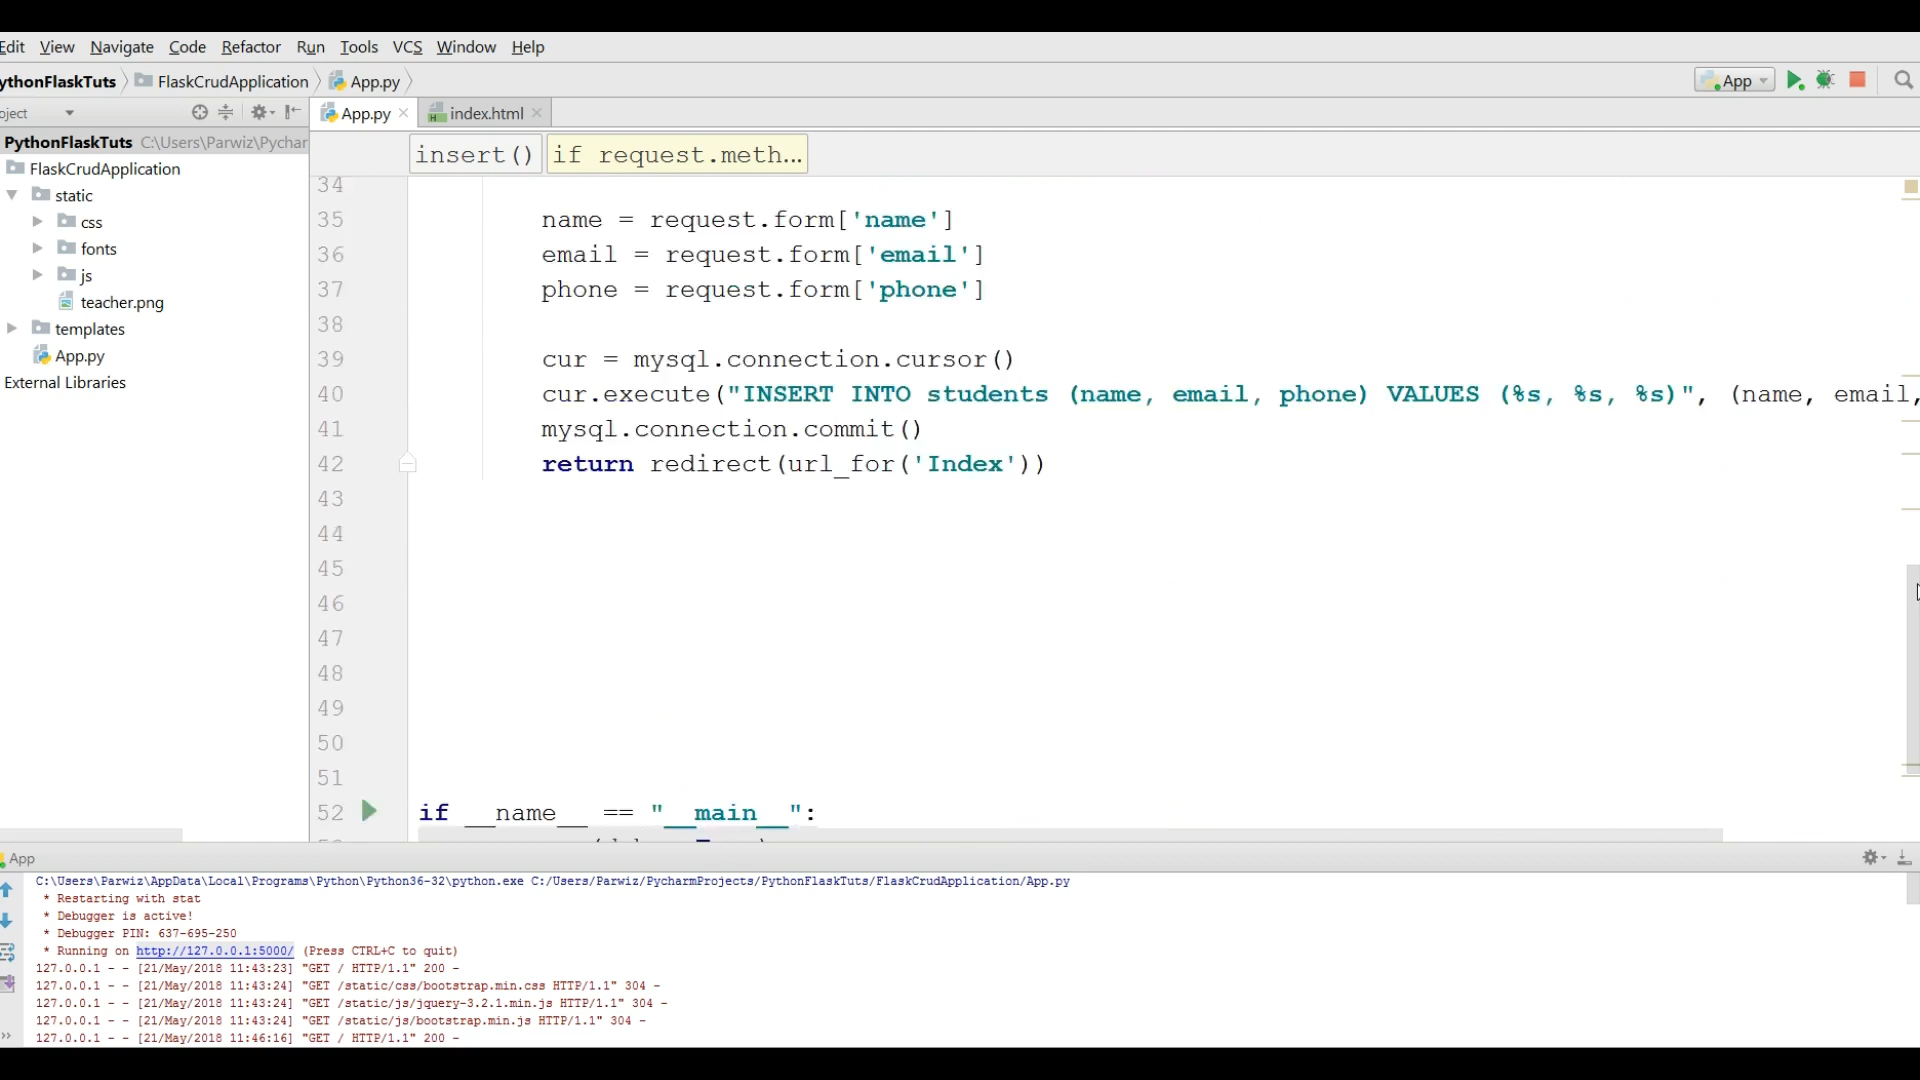 Edit View Navigate Code Refactor Run Tools VCS Window Help
ythonFlaskTuts FlaskCrudApplication App.py App
oject App.py index.html
PythonFlaskTuts C:\Users\Parwiz\Pychar
insert() if request.meth...
FlaskCrudApplication
static
css
fonts
js
teacher.png
templates
App.py
External Libraries
34
35 name = request.form['name']
36 email = request.form['email']
37 phone = request.form['phone']
38
39 cur = mysql.connection.cursor()
40 cur.execute("INSERT INTO students (name, email, phone) VALUES (%s, %s, %s)", (name, email,
41 mysql.connection.commit()
42 return redirect(url_for('Index'))
43
44
45
46
47
48
49
50
51
52 if __name__ == "__main__":
App
C:\Users\Parwiz\AppData\Local\Programs\Python\Python36-32\python.exe C:/Users/Parwiz/PycharmProjects/PythonFlaskTuts/FlaskCrudApplication/App.py
* Restarting with stat
* Debugger is active!
* Debugger PIN: 637-695-250
* Running on http://127.0.0.1:5000/ (Press CTRL+C to quit)
127.0.0.1 - - [21/May/2018 11:43:23] "GET / HTTP/1.1" 200 -
127.0.0.1 - - [21/May/2018 11:43:24] "GET /static/css/bootstrap.min.css HTTP/1.1" 304 -
127.0.0.1 - - [21/May/2018 11:43:24] "GET /static/js/jquery-3.2.1.min.js HTTP/1.1" 304 -
127.0.0.1 - - [21/May/2018 11:43:24] "GET /static/js/bootstrap.min.js HTTP/1.1" 304 -
127.0.0.1 - - [21/May/2018 11:46:16] "GET / HTTP/1.1" 200 -